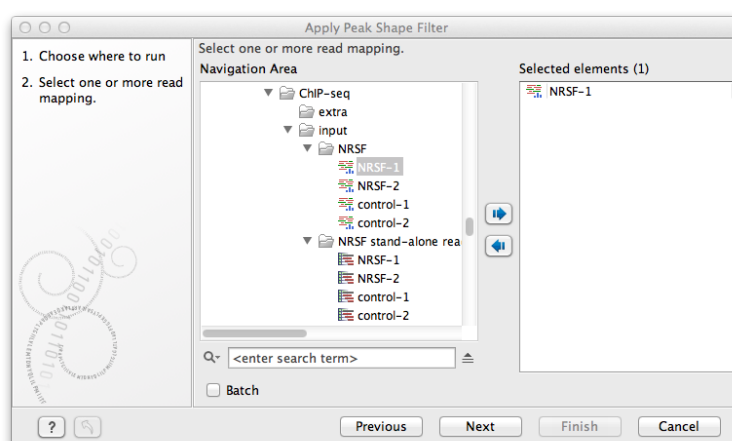 Apply Peak Shape Filter
1. Choose where to run
2. Select one or more read
mapping.
Select one or more read mapping.
Navigation Area
ChIP-seq
extra
input
NRSF
NRSF-1
NRSF-2
control-1
control-2
NRSF stand-alone rea
NRSF-1
NRSF-2
control-1
control-2
<enter search term>
Batch
Selected elements (1)
NRSF-1
?
Previous
Next
Finish
Cancel